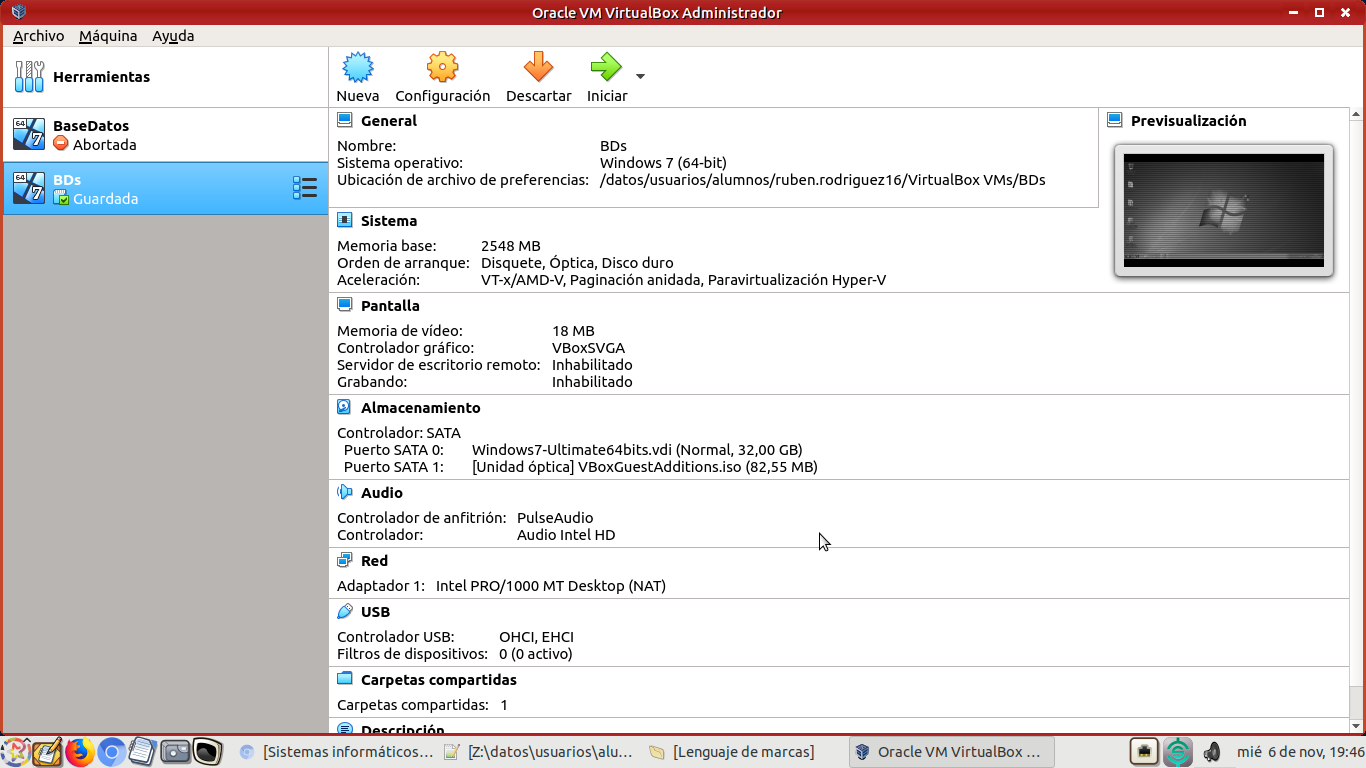 Oracle VM VirtualBox Administrador
Archivo Máquina Ayuda
Herramientas
Nueva Configuración Descartar Iniciar
64 7 BaseDatos
Abortada
64 7 BDs
Guardada
General
Nombre: BDs
Sistema operativo: Windows 7 (64-bit)
Ubicación de archivo de preferencias: /datos/usuarios/alumnos/ruben.rodriguez16/VirtualBox VMs/BDs
Previsualización
Sistema
Memoria base: 2548 MB
Orden de arranque: Disquete, Óptica, Disco duro
Aceleración: VT-x/AMD-V, Paginación anidada, Paravirtualización Hyper-V
Pantalla
Memoria de vídeo: 18 MB
Controlador gráfico: VBoxSVGA
Servidor de escritorio remoto: Inhabilitado
Grabando: Inhabilitado
Almacenamiento
Controlador: SATA
Puerto SATA 0: Windows7-Ultimate64bits.vdi (Normal, 32,00 GB)
Puerto SATA 1: [Unidad óptica] VBoxGuestAdditions.iso (82,55 MB)
Audio
Controlador de anfitrión: PulseAudio
Controlador: Audio Intel HD
Red
Adaptador 1: Intel PRO/1000 MT Desktop (NAT)
USB
Controlador USB: OHCI, EHCI
Filtros de dispositivos: 0 (0 activo)
Carpetas compartidas
Carpetas compartidas: 1
Descripción
[Sistemas informáticos... [Z:\datos\usuarios\alu... [Lenguaje de marcas] Oracle VM VirtualBox ... mié 6 de nov, 19:46